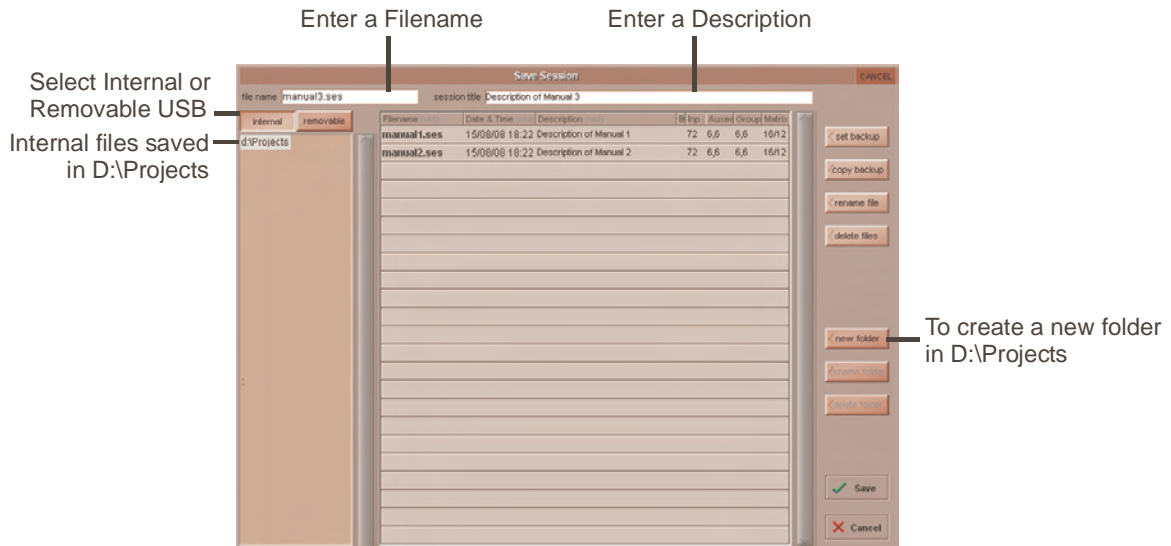 Enter a Filename
Enter a Description
Select Internal or
Removable USB
Internal files saved
in D:\Projects
Save Session
CANCEL
file name manual3.ses
session title Description of Manual 3
internal removable
d:\Projects
Filename Date & Time Description B Inp Auxes Group Matrix
manual1.ses 15/08/08 18:22 Description of Manual 1 72 6,6 6,6 16/12
manual2.ses 15/08/08 18:22 Description of Manual 2 72 6,6 6,6 16/12
set backup
copy backup
rename file
delete files
new folder
rename folder
delete folder
Save
Cancel
To create a new folder
in D:\Projects